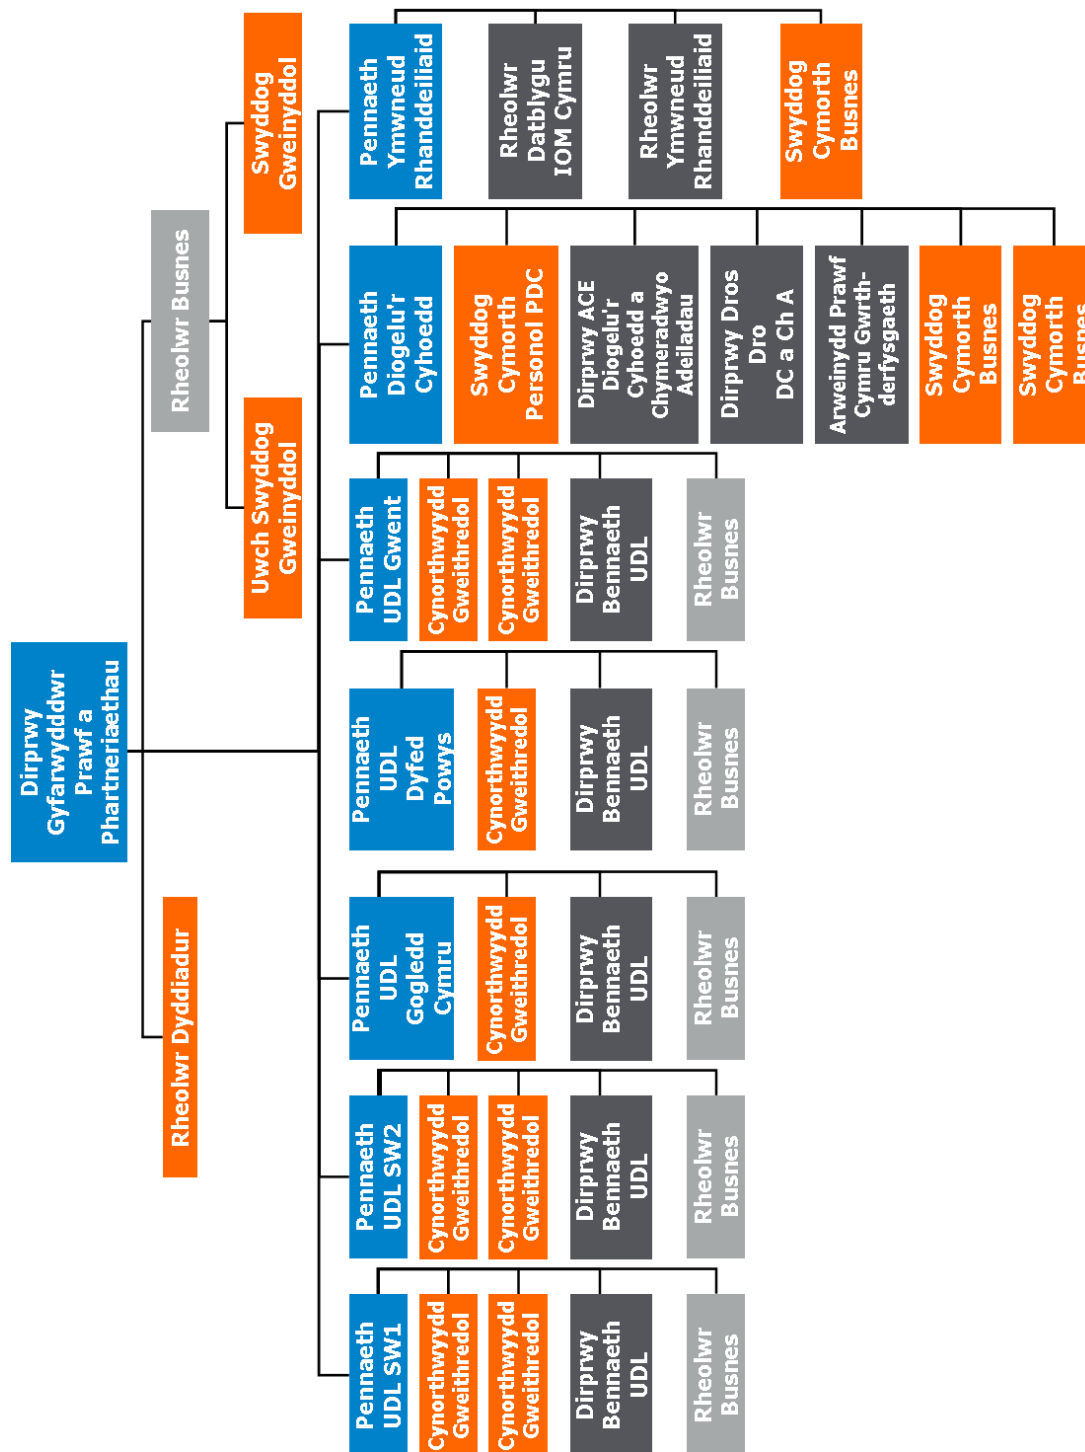 Dirprwy
Gyfarwydddwr
Prawf a
Phartneriaethau
Rheolwr Dyddiadur
Rheolwr Busnes
Uwch Swyddog
Gweinyddol
Swyddog
Gweinyddol
Pennaeth
UDL SW1
Cynorthwyydd
Gweithredol
Cynorthwyydd
Gweithredol
Dirprwy
Bennaeth
UDL
Rheolwr
Busnes
Pennaeth
UDL SW2
Cynorthwyydd
Gweithredol
Cynorthwyydd
Gweithredol
Dirprwy
Bennaeth
UDL
Rheolwr
Busnes
Pennaeth
UDL
Gogledd
Cymru
Cynorthwyydd
Gweithredol
Dirprwy
Bennaeth
UDL
Rheolwr
Busnes
Pennaeth
UDL
Dyfed
Powys
Cynorthwyydd
Gweithredol
Dirprwy
Bennaeth
UDL
Rheolwr
Busnes
Pennaeth
UDL Gwent
Cynorthwyydd
Gweithredol
Cynorthwyydd
Gweithredol
Dirprwy
Bennaeth
UDL
Rheolwr
Busnes
Pennaeth
Diogelu'r
Cyhoedd
Swyddog
Cymorth
Personol PDC
Dirprwy ACE
Diogelu'r
Cyhoedd a
Chymeradwyo
Adeiladau
Dirprwy Dros
Dro
DC a Ch A
Arweinydd Prawf
Cymru Gwrth-
derfysgaeth
Swyddog
Cymorth
Busnes
Swyddog
Cymorth
Busnes
Pennaeth
Ymwneud
Rhanddeiliaid
Rheolwr
Datblygu
IOM Cymru
Rheolwr
Ymwneud
Rhanddeiliaid
Swyddog
Cymorth
Busnes